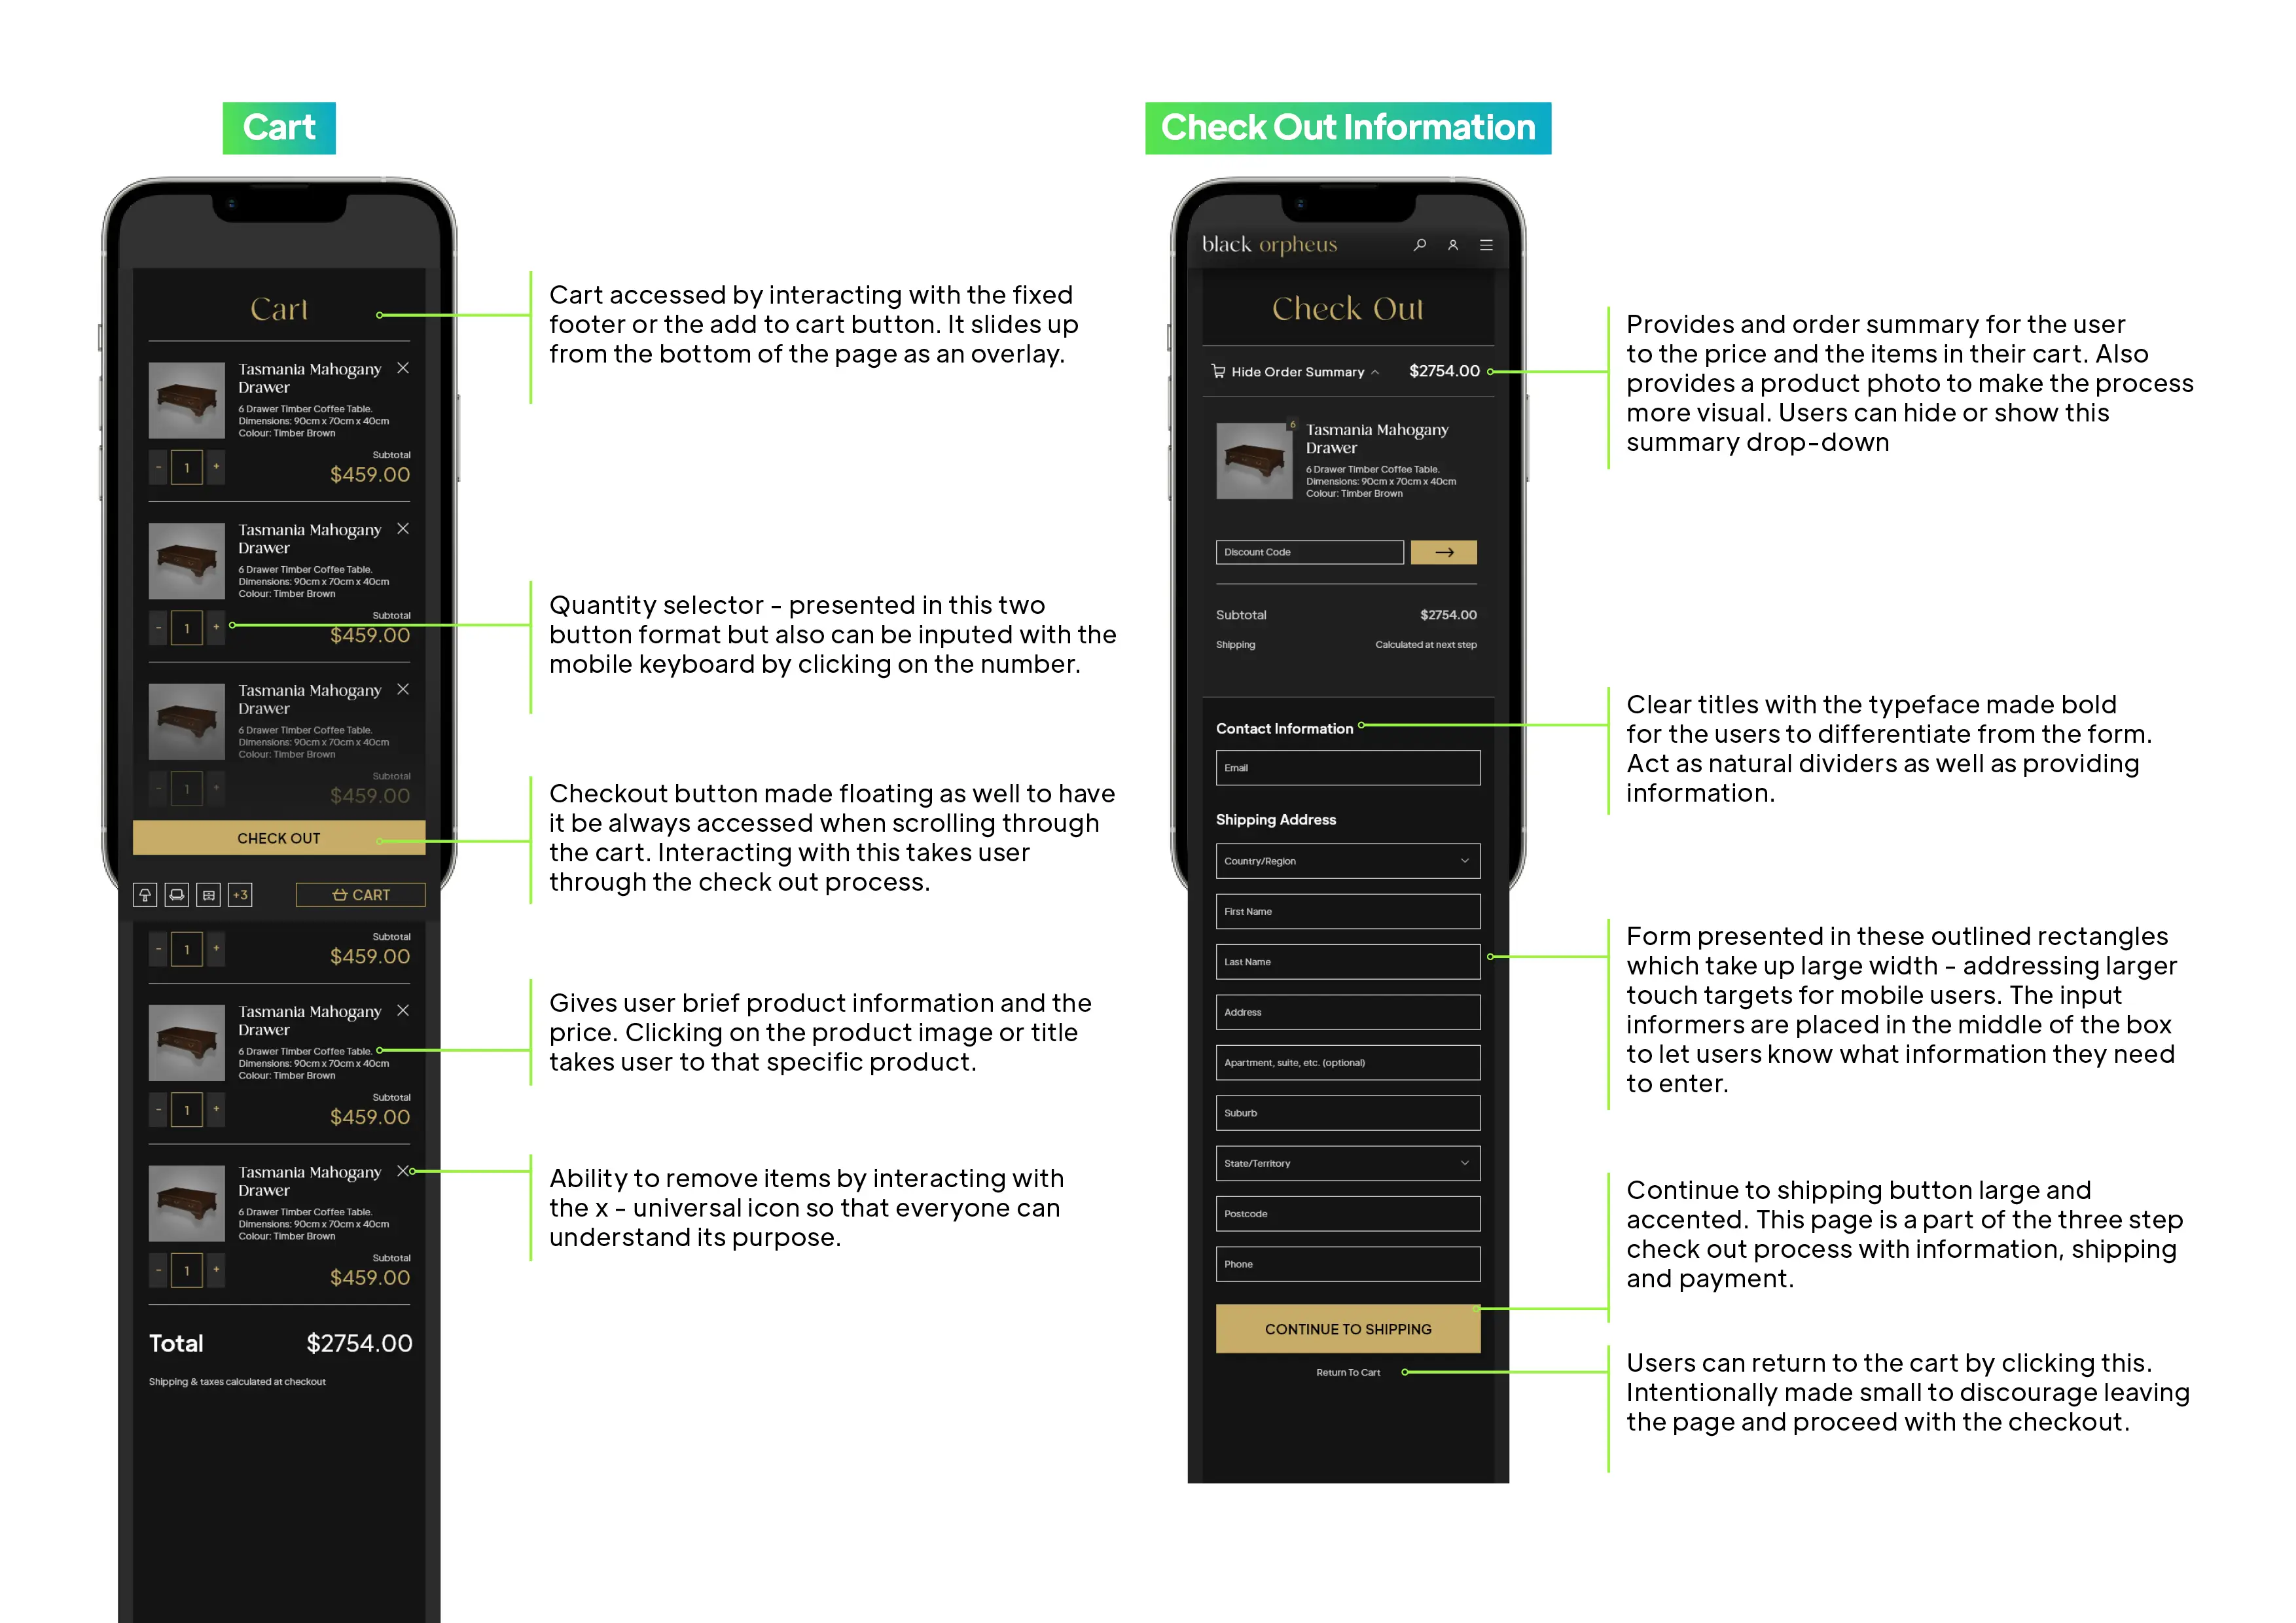 Cart
Cart
Tasmania Mahogany
Drawer
6 Drawer Timber Coffee Table.
Dimensions: 90cm x 70cm x 40cm
Colour: Timber Brown
Subtotal
- 1 +
$459.00
Tasmania Mahogany
Drawer
6 Drawer Timber Coffee Table.
Dimensions: 90cm x 70cm x 40cm
Colour: Timber Brown
Subtotal
- 1 +
$459.00
Tasmania Mahogany
Drawer
6 Drawer Timber Coffee Table.
Dimensions: 90cm x 70cm x 40cm
Colour: Timber Brown
Subtotal
- 1 +
$459.00
CHECK OUT
+3
CART
Subtotal
- 1 +
$459.00
Tasmania Mahogany
Drawer
6 Drawer Timber Coffee Table.
Dimensions: 90cm x 70cm x 40cm
Colour: Timber Brown
Subtotal
- 1 +
$459.00
Tasmania Mahogany
Drawer
6 Drawer Timber Coffee Table.
Dimensions: 90cm x 70cm x 40cm
Colour: Timber Brown
Subtotal
- 1 +
$459.00
Total $2754.00
Shipping & taxes calculated at checkout
Cart accessed by interacting with the fixed
footer or the add to cart button. It slides up
from the bottom of the page as an overlay.
Quantity selector - presented in this two
button format but also can be inputed with the
mobile keyboard by clicking on the number.
Checkout button made floating as well to have
it be always accessed when scrolling through
the cart. Interacting with this takes user
through the check out process.
Gives user brief product information and the
price. Clicking on the product image or title
takes user to that specific product.
Ability to remove items by interacting with
the x - universal icon so that everyone can
understand its purpose.
Check Out Information
black orpheus
Check Out
Hide Order Summary $2754.00
6
Tasmania Mahogany
Drawer
6 Drawer Timber Coffee Table.
Dimensions: 90cm x 70cm x 40cm
Colour: Timber Brown
Discount Code
Subtotal $2754.00
Shipping Calculated at next step
Contact Information
Email
Shipping Address
Country/Region
First Name
Last Name
Address
Apartment, suite, etc. (optional)
Suburb
State/Territory
Postcode
Phone
CONTINUE TO SHIPPING
Return To Cart
Provides and order summary for the user
to the price and the items in their cart. Also
provides a product photo to make the process
more visual. Users can hide or show this
summary drop-down
Clear titles with the typeface made bold
for the users to differentiate from the form.
Act as natural dividers as well as providing
information.
Form presented in these outlined rectangles
which take up large width - addressing larger
touch targets for mobile users. The input
informers are placed in the middle of the box
to let users know what information they need
to enter.
Continue to shipping button large and
accented. This page is a part of the three step
check out process with information, shipping
and payment.
Users can return to the cart by clicking this.
Intentionally made small to discourage leaving
the page and proceed with the checkout.